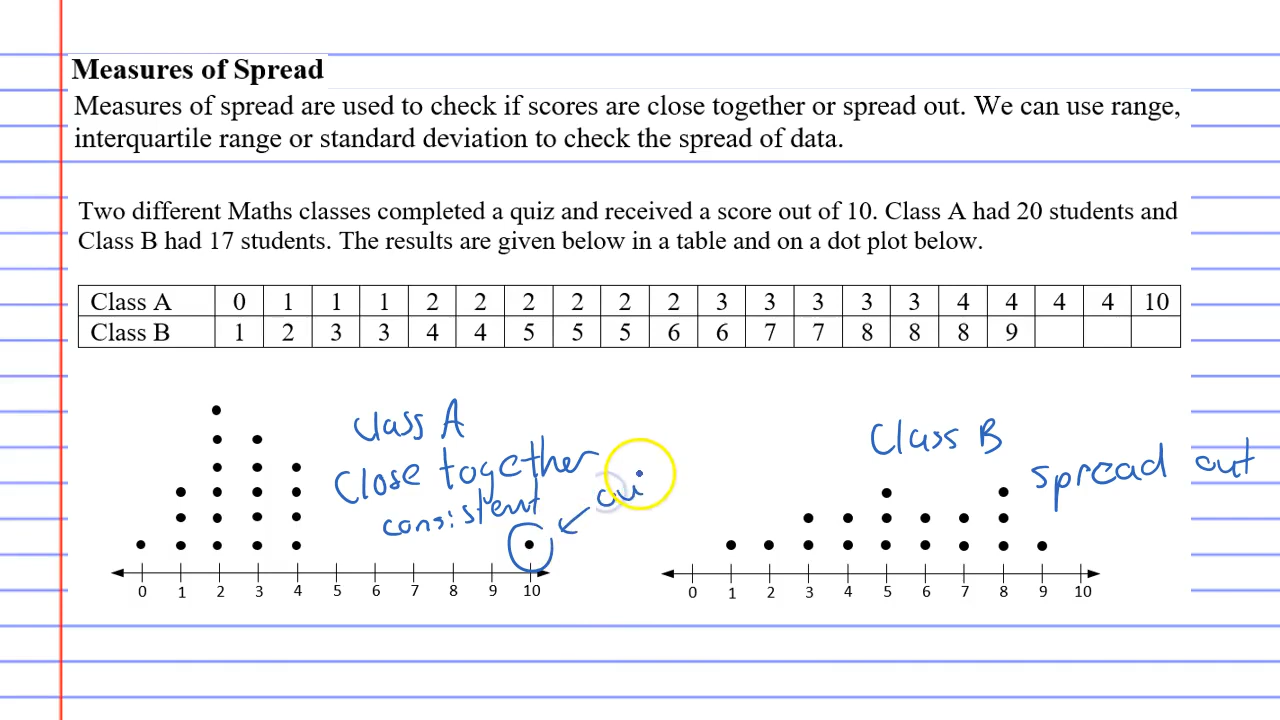 Measures of Spread
Measures of spread are used to check if scores are close together or spread out. We can use range,
interquartile range or standard deviation to check the spread of data.
Two different Maths classes completed a quiz and received a score out of 10. Class A had 20 students and
Class B had 17 students. The results are given below in a table and on a dot plot below.
Class A 0 1 1 1 2 2 2 2 2 2 3 3 3 3 3 4 4 4 4 10
Class B 1 2 3 3 4 4 5 5 5 6 6 7 7 8 8 8 9
Class A
close together
consistent
ou
0 1 2 3 4 5 6 7 8 9 10
Class B
spread out
0 1 2 3 4 5 6 7 8 9 10